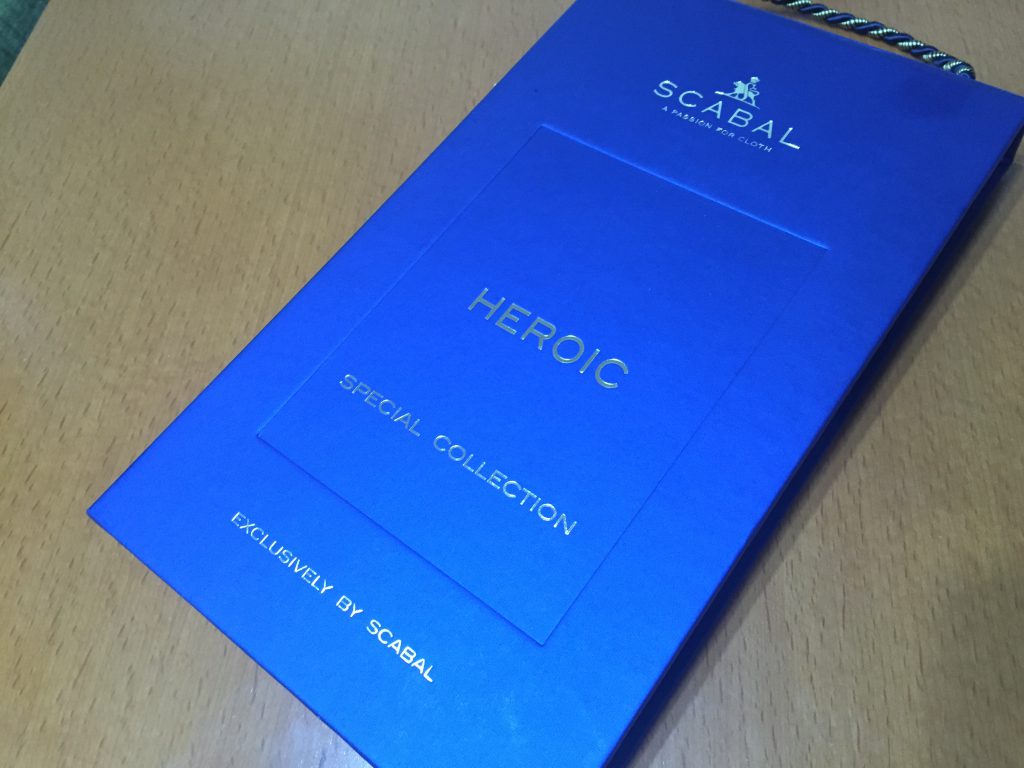 SCABAL
A PASSION FOR CLOTH
HEROIC
SPECIAL COLLECTION
EXCLUSIVELY BY SCABAL